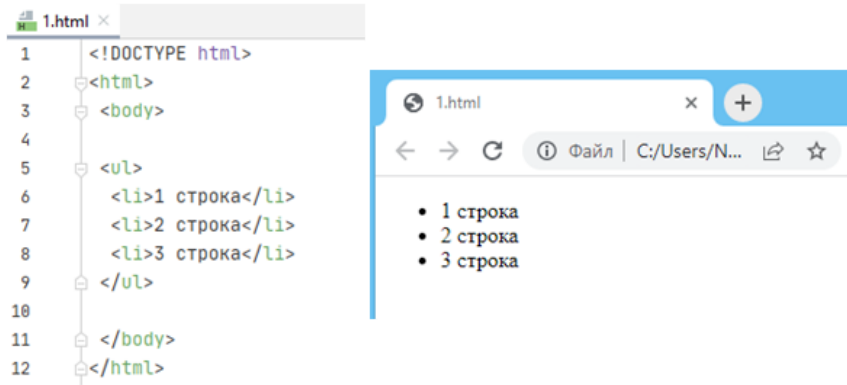 1.html
1 <!DOCTYPE html>
2 <html>
3 <body>
4
5 <ul>
6 <li>1 строка</li>
7 <li>2 строка</li>
8 <li>3 строка</li>
9 </ul>
10
11 </body>
12 </html>
1.html
Файл | C:/Users/N...
• 1 строка
• 2 строка
• 3 строка